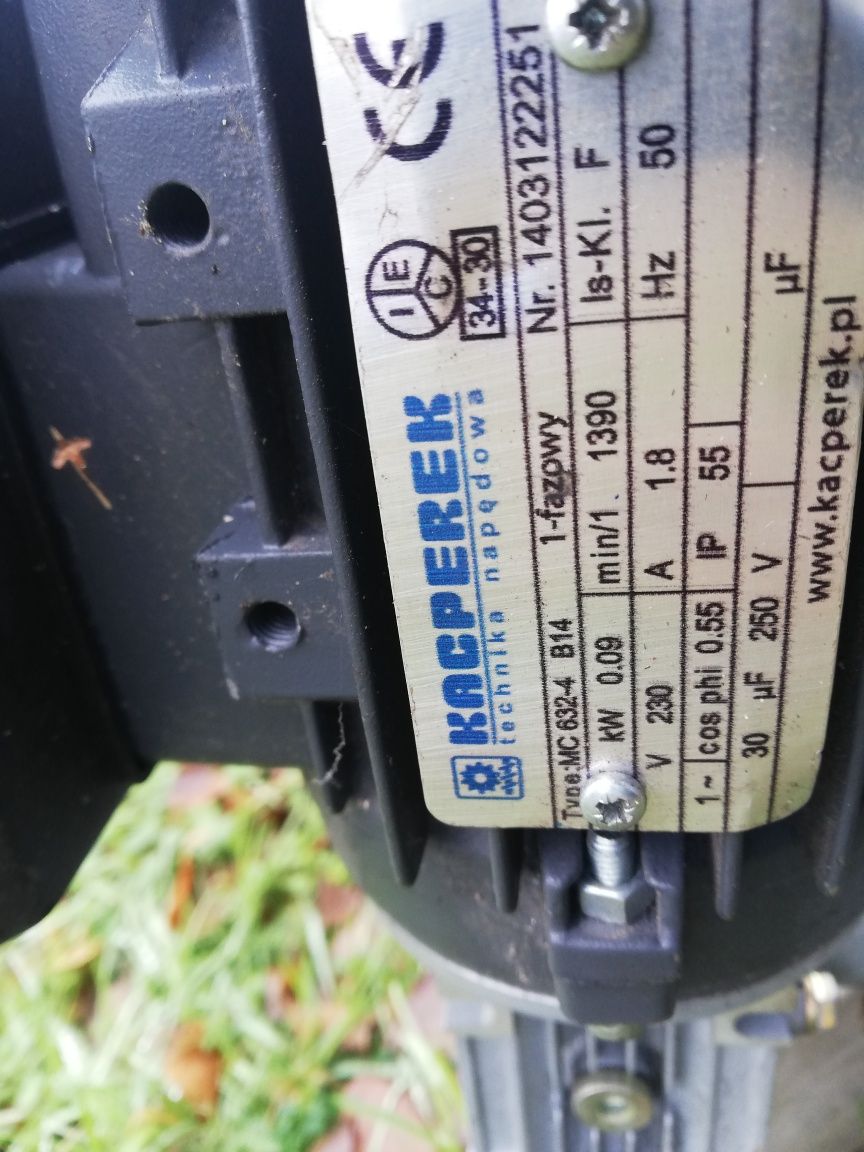 KACPEREK
technika napędowa
IEC
34-30
CE
Type:MC 632-4 B14 1-fazowy Nr. 140312251
kW 0.09 min/1. 1390 Is-Kl. F
V 230 A 1.8 Hz 50
1~ cos phi 0.55 IP 55
30 µF 250 V µF
www.kacperek.pl